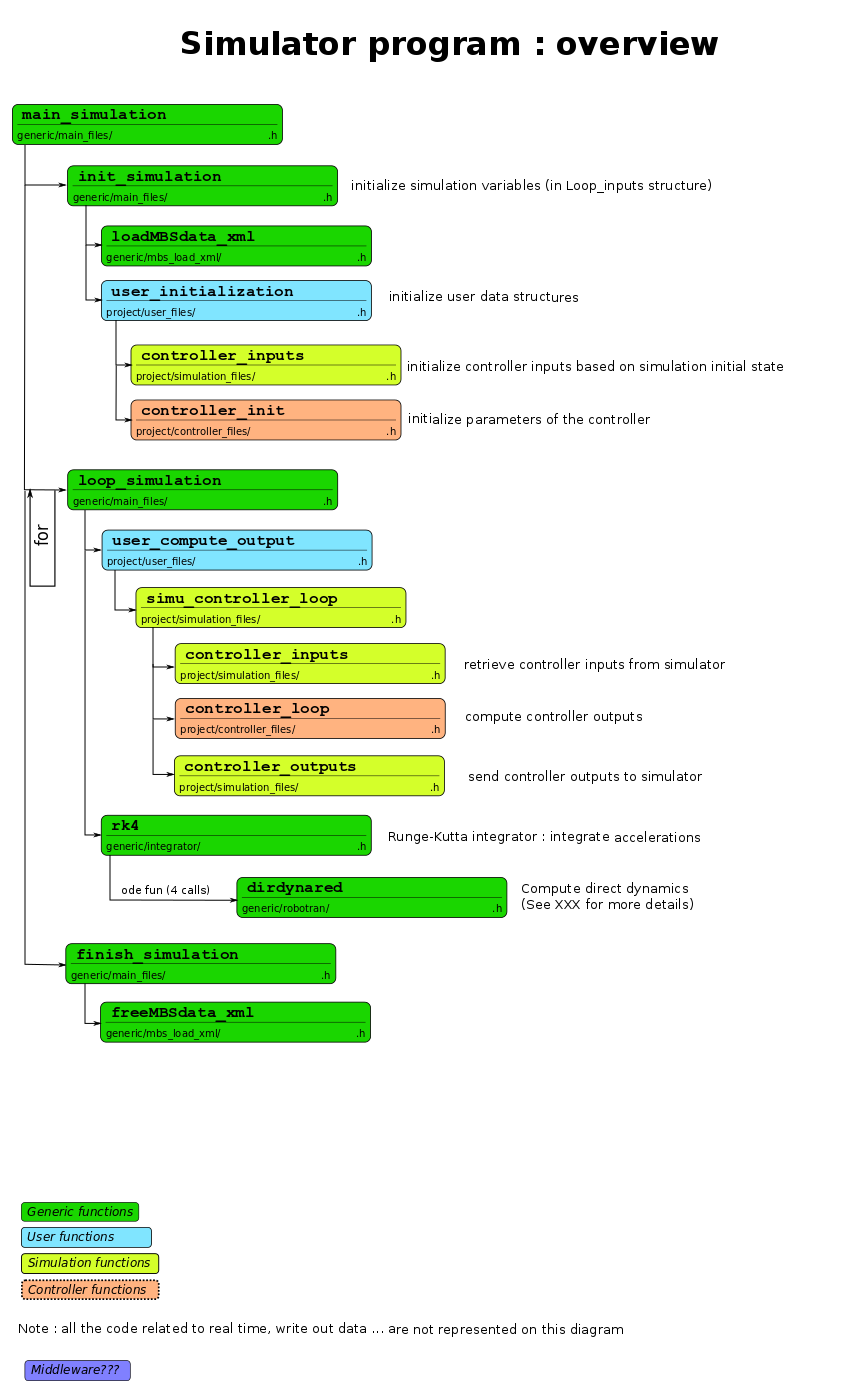 Simulator program : overview
main_simulation
generic/main_files/ .h
init_simulation
generic/main_files/ .h
initialize simulation variables (in Loop_inputs structure)
loadMBSdata_xml
generic/mbs_load_xml/ .h
user_initialization
project/user_files/ .h
initialize user data structures
controller_inputs
project/simulation_files/ .h
initialize controller inputs based on simulation initial state
controller_init
project/controller_files/ .h
initialize parameters of the controller
loop_simulation
generic/main_files/ .h
for
user_compute_output
project/user_files/ .h
simu_controller_loop
project/simulation_files/ .h
controller_inputs
project/simulation_files/ .h
retrieve controller inputs from simulator
controller_loop
project/controller_files/ .h
compute controller outputs
controller_outputs
project/simulation_files/ .h
send controller outputs to simulator
rk4
generic/integrator/ .h
Runge-Kutta integrator : integrate accelerations
ode fun (4 calls)
dirdynared
generic/robotran/ .h
Compute direct dynamics
(See XXX for more details)
finish_simulation
generic/main_files/ .h
freeMBSdata_xml
generic/mbs_load_xml/ .h
Generic functions
User functions
Simulation functions
Controller functions
Note : all the code related to real time, write out data ... are not represented on this diagram
Middleware???